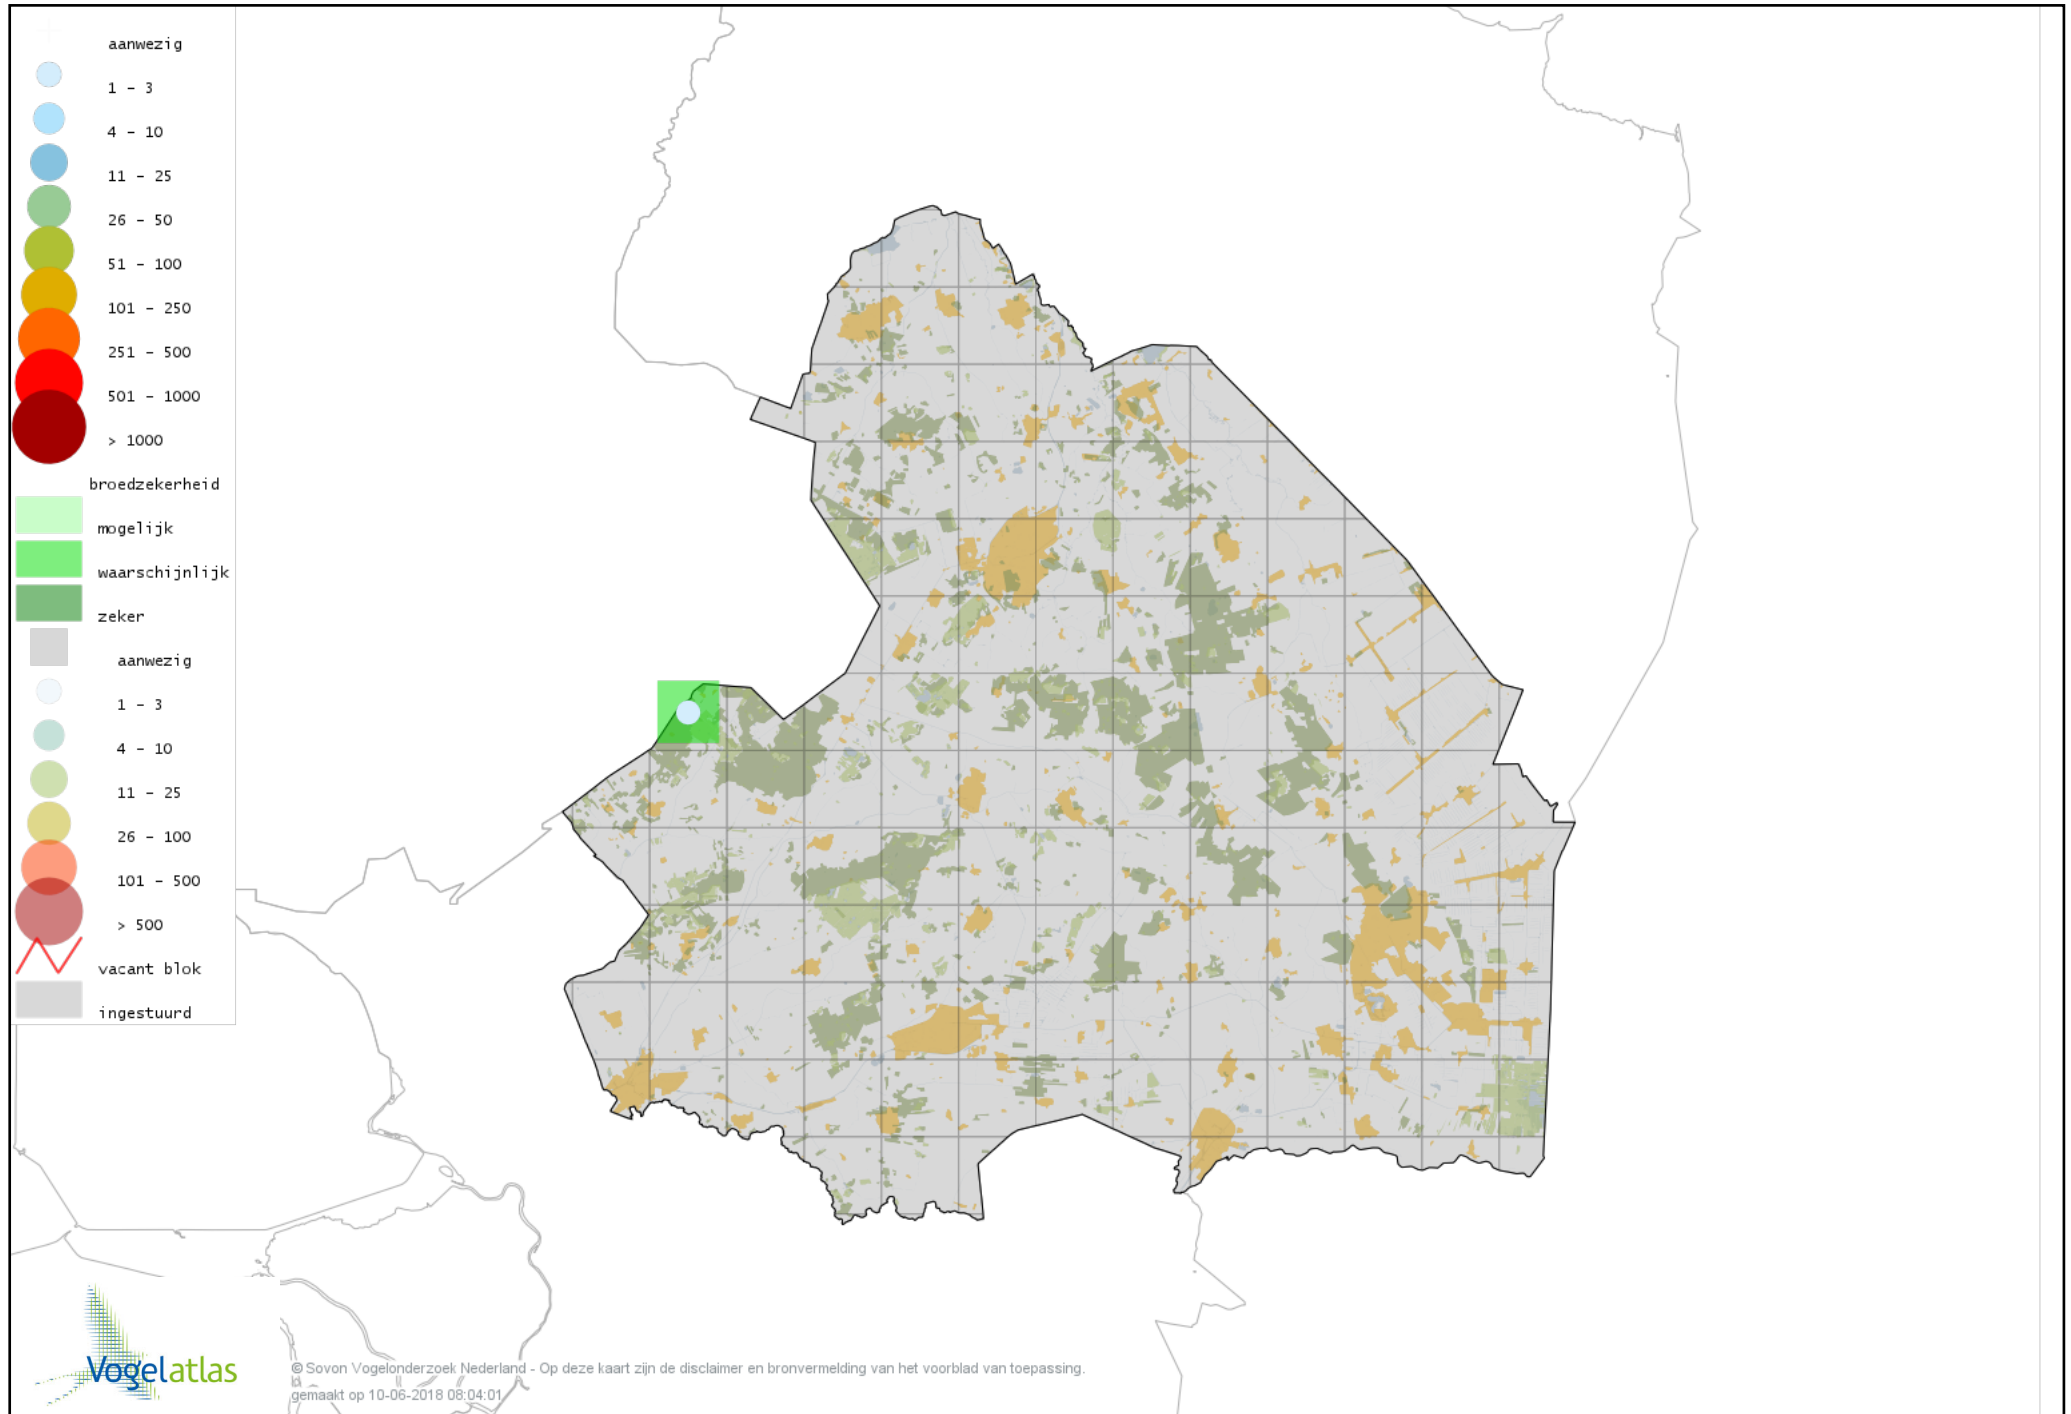 aanwezig
1 - 3
4 - 10
11 - 25
26 - 50
51 - 100
101 - 250
251 - 500
501 - 1000
> 1000
broedzekerheid
mogelijk
waarschijnlijk
zeker
aanwezig
1 - 3
4 - 10
11 - 25
26 - 100
101 - 500
> 500
vacant blok
ingestuurd
Vogelatlas
© Sovon Vogelonderzoek Nederland - Op deze kaart zijn de disclaimer en bronvermelding van het voorblad van toepassing.
gemaakt op 10-06-2018 08:04:01